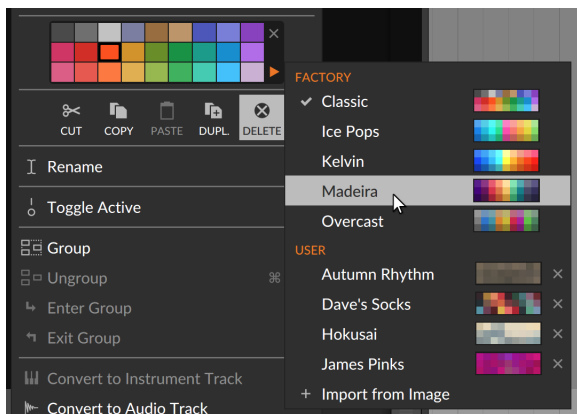 CUT COPY PASTE DUPL. DELETE
Rename
Toggle Active
Group
Ungroup ⌘
Enter Group
Exit Group
Convert to Instrument Track
Convert to Audio Track
FACTORY
Classic
Ice Pops
Kelvin
Madeira
Overcast
USER
Autumn Rhythm
Dave's Socks
Hokusai
James Pinks
+ Import from Image